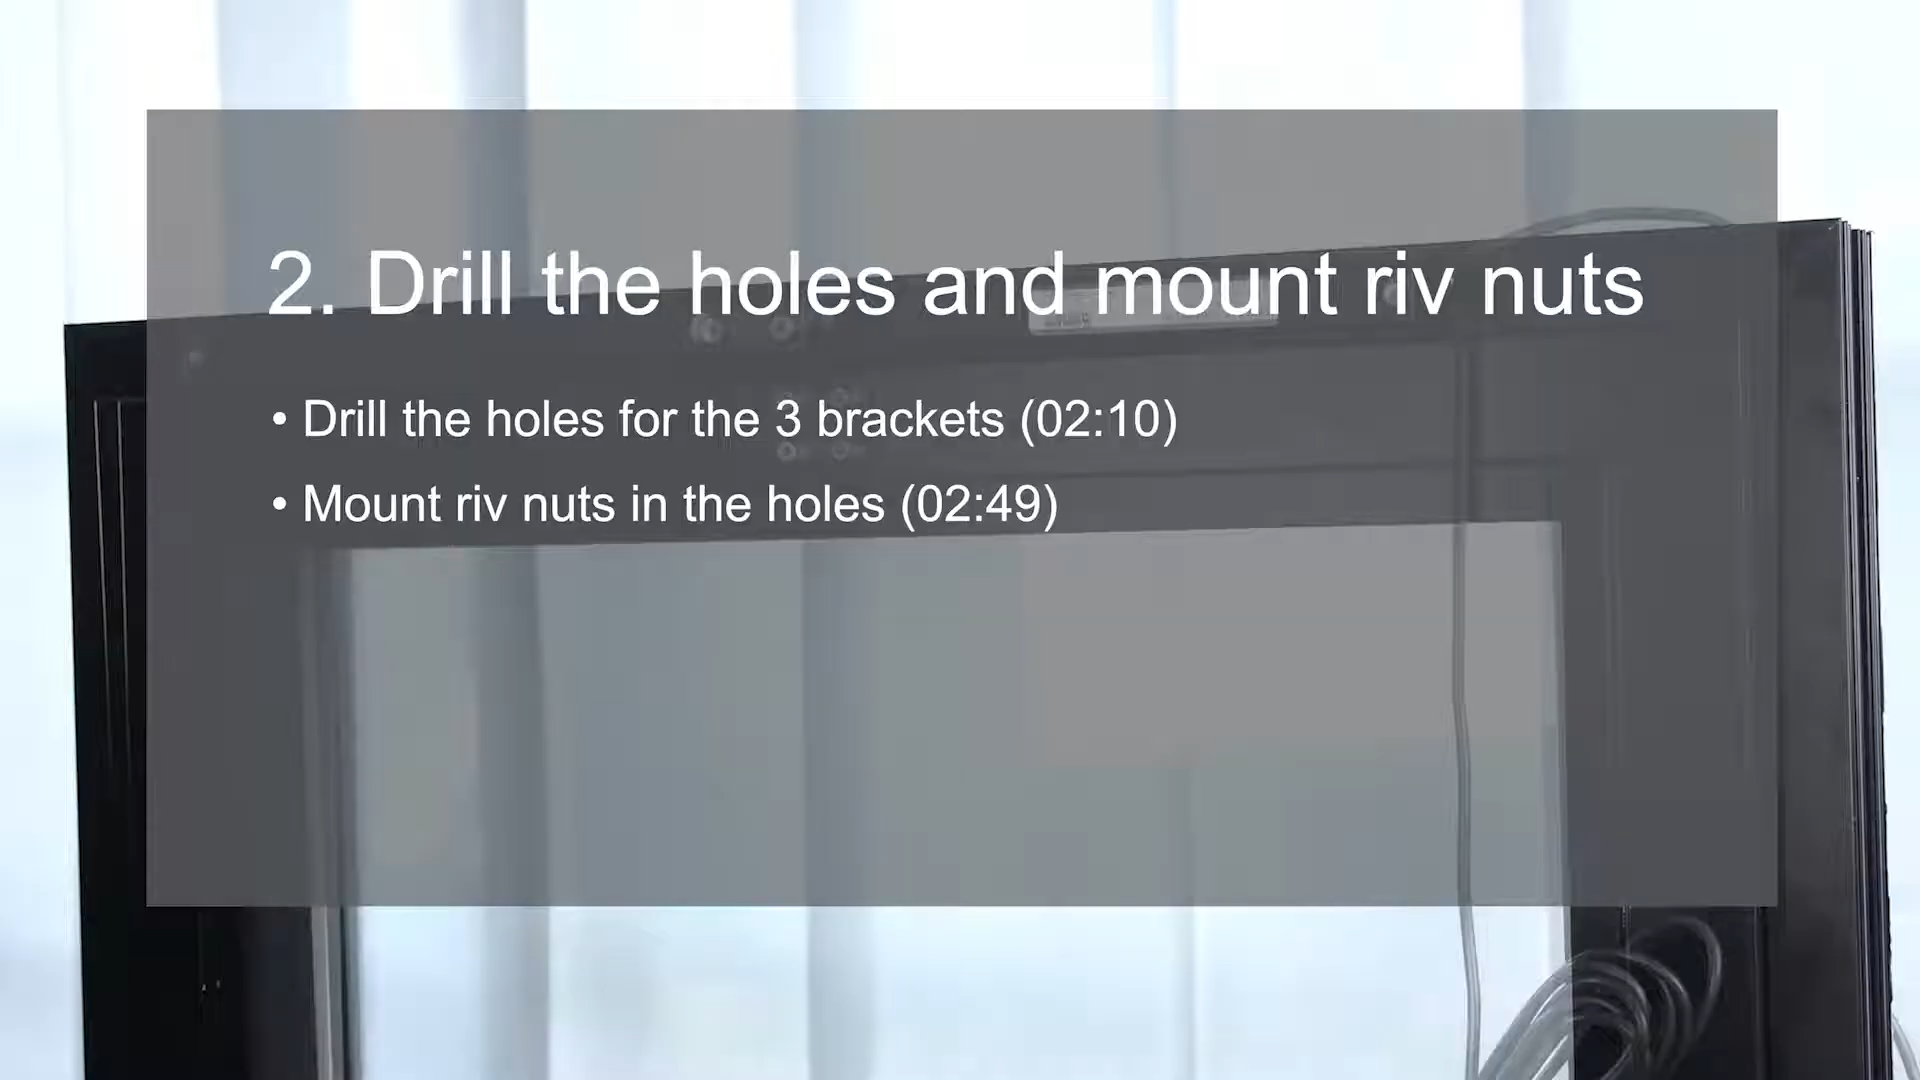 2. Drill the holes and mount riv nuts
• Drill the holes for the 3 brackets (02:10)
• Mount riv nuts in the holes (02:49)